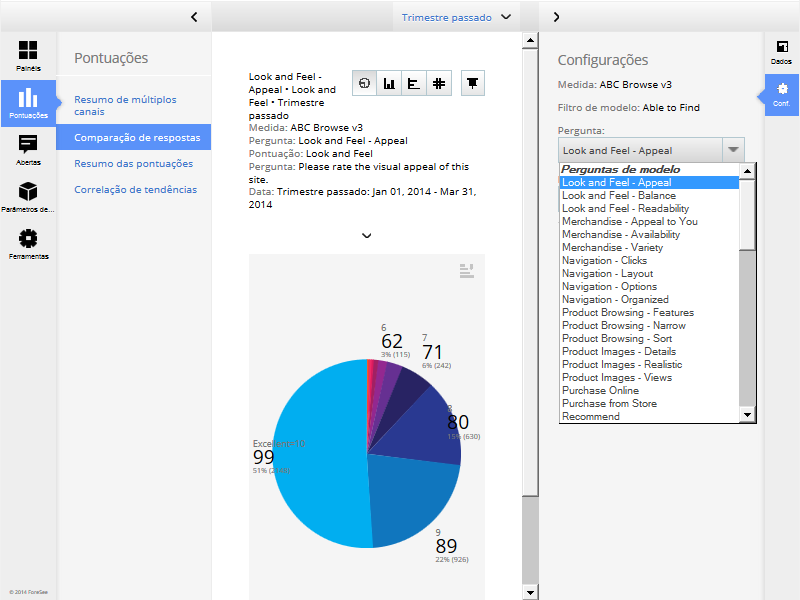 Trimestre passado
Painéis
Pontuações
Abertas
Parâmetros de...
Ferramentas
© 2014 ForeSee
Pontuações
Resumo de múltiplos
canais
Comparação de respostas
Resumo das pontuações
Correlação de tendências
Look and Feel -
Appeal • Look and
Feel • Trimestre
passado
Medida: ABC Browse v3
Pergunta: Look and Feel - Appeal
Pontuação: Look and Feel
Pergunta: Please rate the visual appeal of this
site.
Data: Trimestre passado: Jan 01, 2014 - Mar 31,
2014
6
62
3% (115)
7
71
6% (242)
8
80
15% (630)
Excellent=10
99
51%
9
89
22% (926)
Configurações
Medida: ABC Browse v3
Filtro de modelo: Able to Find
Pergunta:
Look and Feel - Appeal
Perguntas de modelo
Look and Feel - Appeal
Look and Feel - Balance
Look and Feel - Readability
Merchandise - Appeal to You
Merchandise - Availability
Merchandise - Variety
Navigation - Clicks
Navigation - Layout
Navigation - Options
Navigation - Organized
Product Browsing - Features
Product Browsing - Narrow
Product Browsing - Sort
Product Images - Details
Product Images - Realistic
Product Images - Views
Purchase Online
Purchase from Store
Recommend
Dados
Conf.